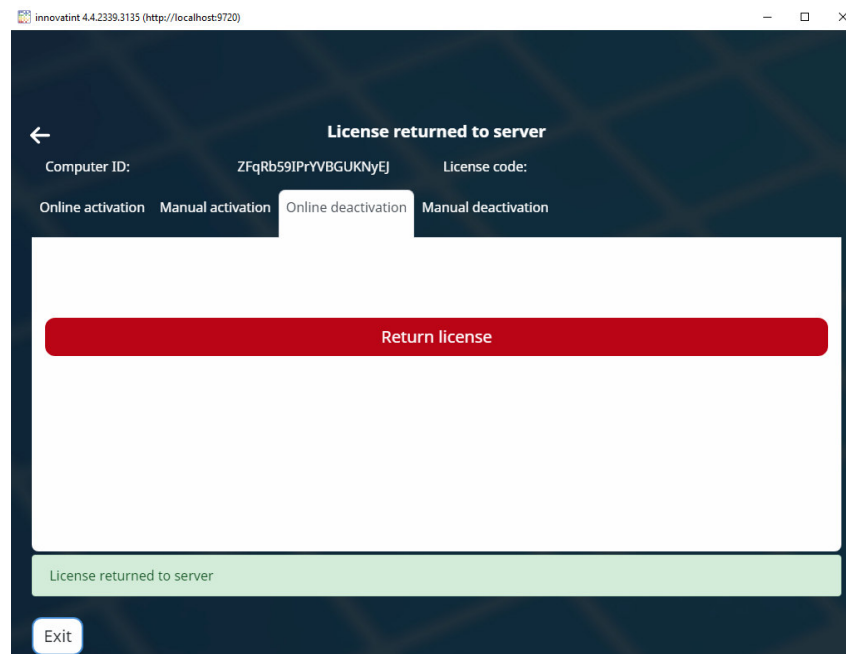 innovatint 4.4.2339.3135 (http://localhost:9720)
License returned to server
Computer ID: ZFqRb59IPrYVBGUKNyEJ License code:
Online activation Manual activation Online deactivation Manual deactivation
Return license
License returned to server
Exit